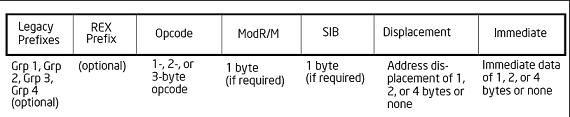 Legacy Prefixes
REX Prefix
Opcode
ModR/M
SIB
Displacement
Immediate
Grp 1, Grp
2, Grp 3,
Grp 4
(optional)
(optional)
1-, 2-, or
3-byte
opcode
1 byte
(if required)
1 byte
(if required)
Address dis-
placement of 1,
2, or 4 bytes or
none
Immediate data
of 1, 2, or 4
bytes or none